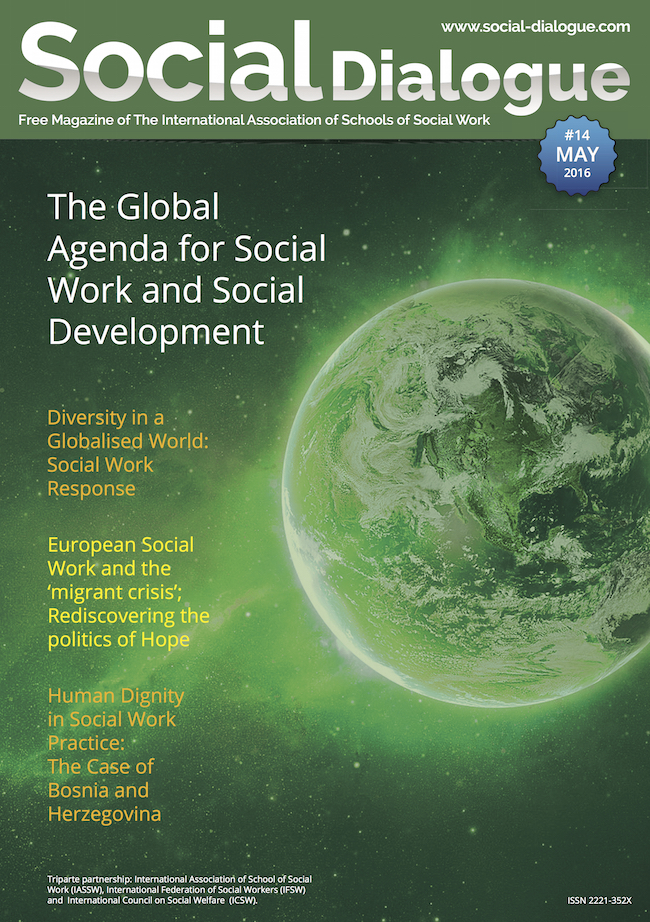 www.social-dialogue.com
Social Dialogue
Free Magazine of The International Association of Schools of Social Work
#14
MAY
2016
The Global
Agenda for Social
Work and Social
Development
Diversity in a
Globalised World:
Social Work
Response
European Social
Work and the
‘migrant crisis’;
Rediscovering the
politics of Hope
Human Dignity
in Social Work
Practice:
The Case of
Bosnia and
Herzegovina
Triparte partnership: International Association of School of Social
Work (IASSW), International Federation of Social Workers (IFSW)
and International Council on Social Welfare (ICSW).
ISSN 2221-352X